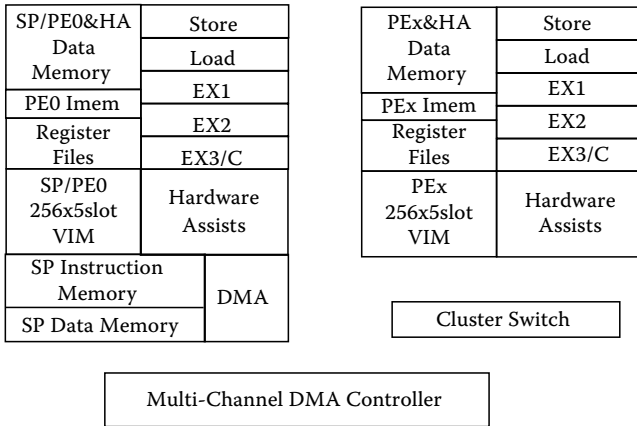 SP/PE0&HA
Data
Memory
PE0 Imem
Register
Files
SP/PE0
256x5slot
VIM
Store
Load
EX1
EX2
EX3/C
Hardware
Assists
SP Instruction
Memory
SP Data Memory
DMA
PEx&HA
Data
Memory
PEx Imem
Register
Files
PEx
256x5slot
VIM
Store
Load
EX1
EX2
EX3/C
Hardware
Assists
Cluster Switch
Multi-Channel DMA Controller